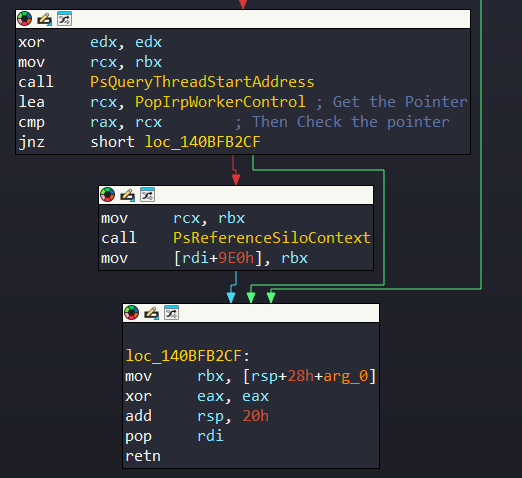 xor edx, edx
mov rcx, rbx
call PsQueryThreadStartAddress
lea rcx, PopIrpWorkerControl ; Get the Pointer
cmp rax, rcx ; Then Check the pointer
jnz short loc_140BFB2CF
mov rcx, rbx
call PsReferenceSiloContext
mov [rdi+9E0h], rbx
loc_140BFB2CF:
mov rbx, [rsp+28h+arg_0]
xor eax, eax
add rsp, 20h
pop rdi
retn